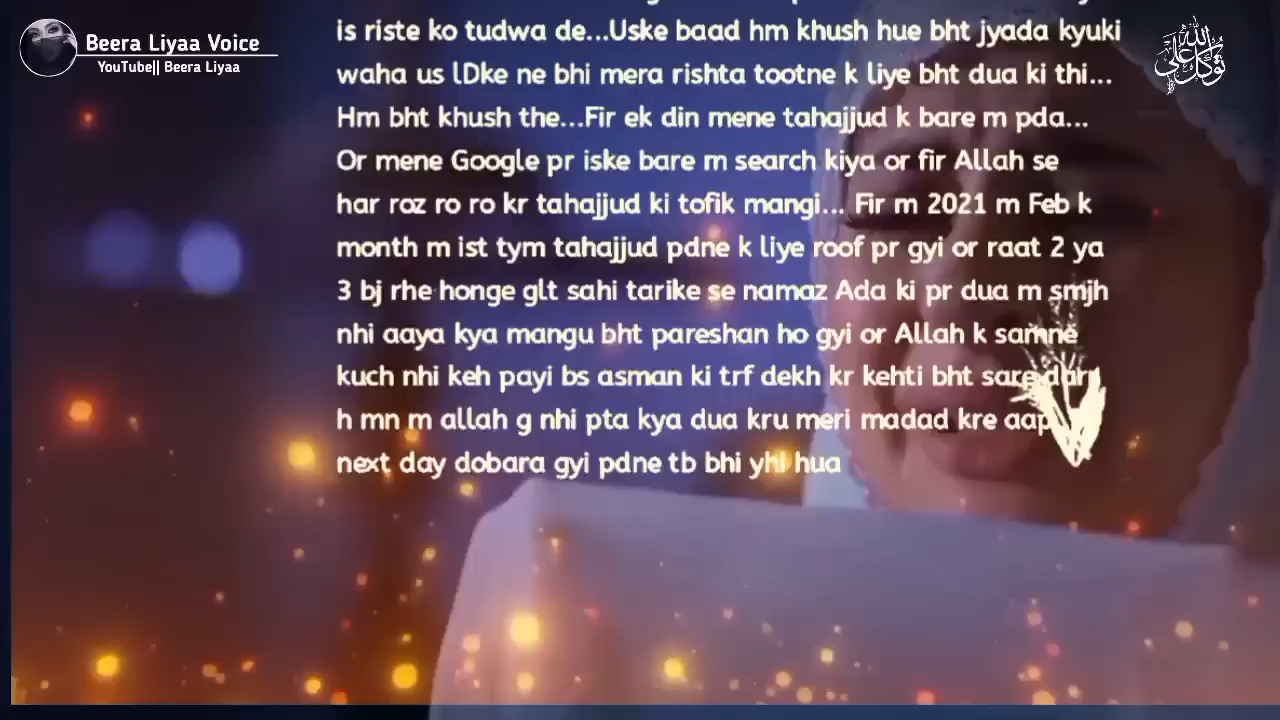 Beera Liyaa Voice
YouTube|| Beera Liyaa
is riste ko tudwa de...Uske baad hm khush hue bht jyada kyuki
waha us lDke ne bhi mera rishta tootne k liye bht dua ki thi...
Hm bht khush the...Fir ek din mene tahajjud k bare m pda...
Or mene Google pr iske bare m search kiya or fir Allah se
har roz ro ro kr tahajjud ki tofik mangi... Fir m 2021 m Feb k
month m ist tym tahajjud pdne k liye roof pr gyi or raat 2 ya
3 bj rhe honge glt sahi tarike se namaz Ada ki pr dua m smjh
nhi aaya kya mangu bht pareshan ho gyi or Allah k samne
kuch nhi keh payi bs asman ki trf dekh kr kehti bht sare
h mn m allah g nhi pta kya dua kru meri madad kre aap
next day dobara gyi pdne tb bhi yhi hua